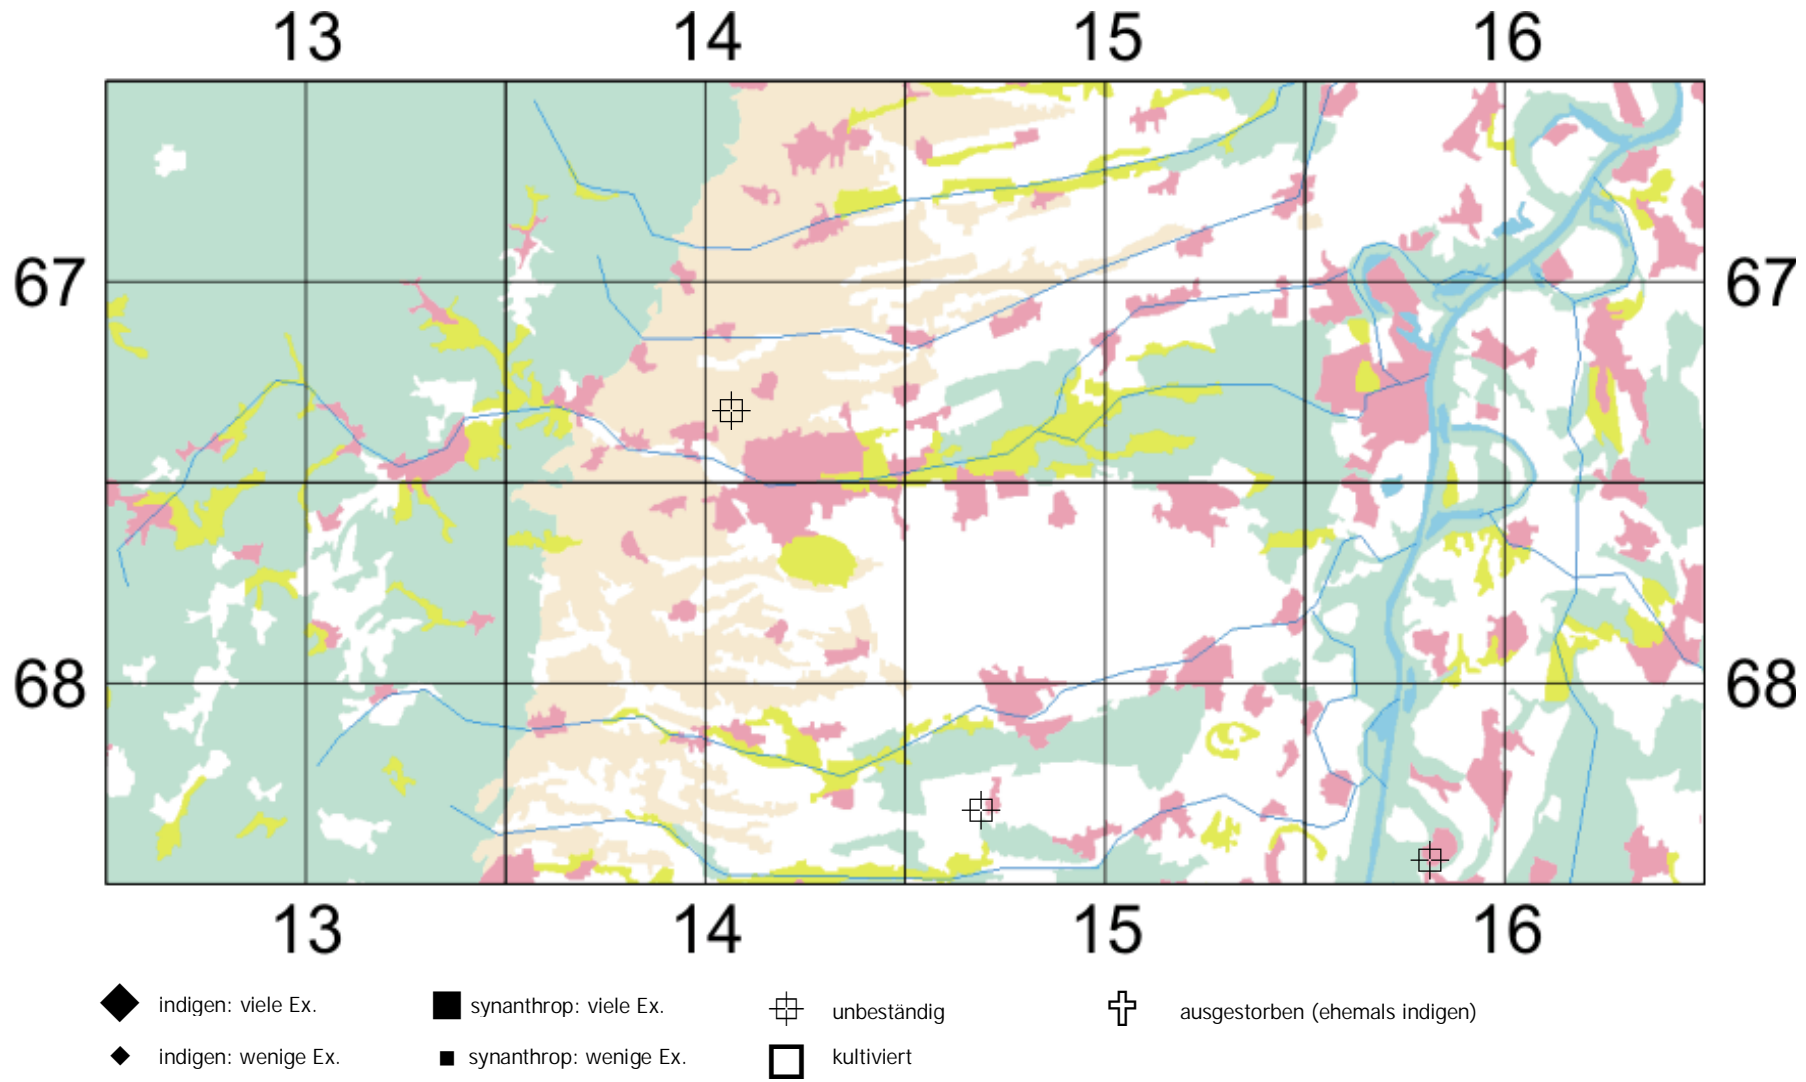 13 14 15 16
67 67
68 68
13 14 15 16
indigen: viele Ex. synanthrop: viele Ex. unbeständig ausgestorben (ehemals indigen)
indigen: wenige Ex. synanthrop: wenige Ex. kultiviert